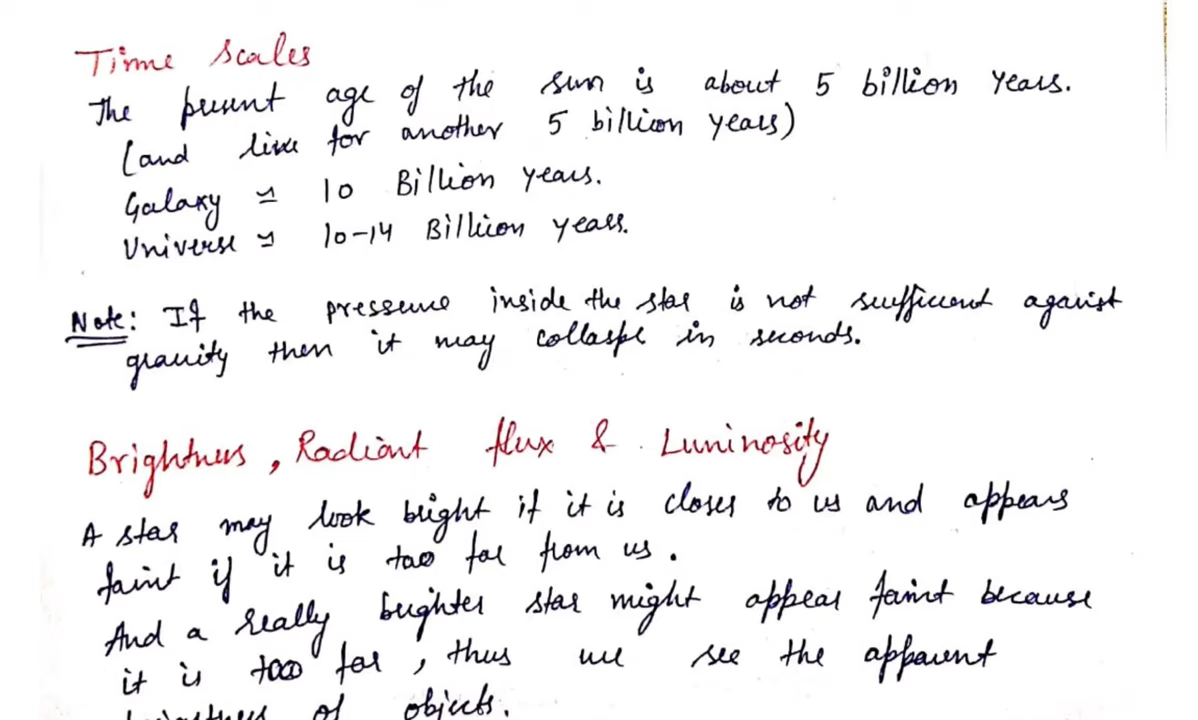 Time Scales
The present age of the sun is about 5 billion years.
(and live for another 5 billion years)
Galaxy ≃ 10 Billion years.
Universe ≃ 10-14 Billion years.
Note: If the pressure inside the star is not sufficient against
gravity then it may collaspe in seconds.
Brightness, Radiant flux & Luminosity
A star may look bright if it is closer to us and appears
faint if it is too far from us.
And a really brighter star might appear faint because
it is too far, thus we see the apparent
brightness of objects.